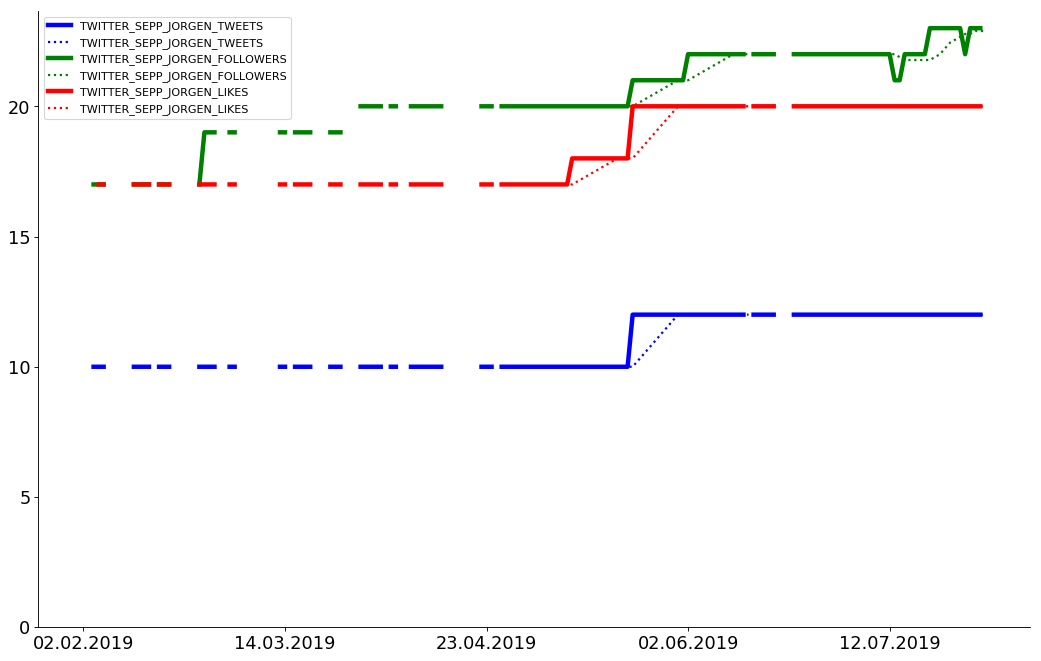 TWITTER_SEPP_JORGEN_TWEETS
TWITTER_SEPP_JORGEN_TWEETS
TWITTER_SEPP_JORGEN_FOLLOWERS
TWITTER_SEPP_JORGEN_FOLLOWERS
TWITTER_SEPP_JORGEN_LIKES
TWITTER_SEPP_JORGEN_LIKES
20
15
10
5
0
02.02.2019 14.03.2019 23.04.2019 02.06.2019 12.07.2019